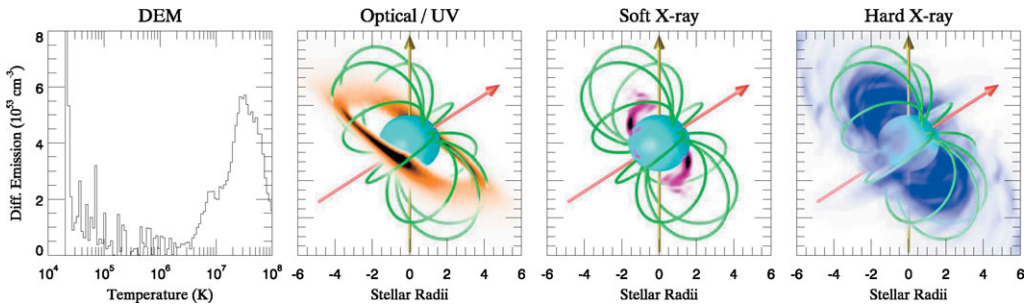 DEM
Optical / UV
Soft X-ray
Hard X-ray
Diff. Emission (10⁵³ cm⁻³)
8
6
4
2
0
10⁴ 10⁵ 10⁶ 10⁷ 10⁸
Temperature (K)
-6 -4 -2 0 2 4 6
Stellar Radii
-6 -4 -2 0 2 4 6
Stellar Radii
-6 -4 -2 0 2 4 6
Stellar Radii